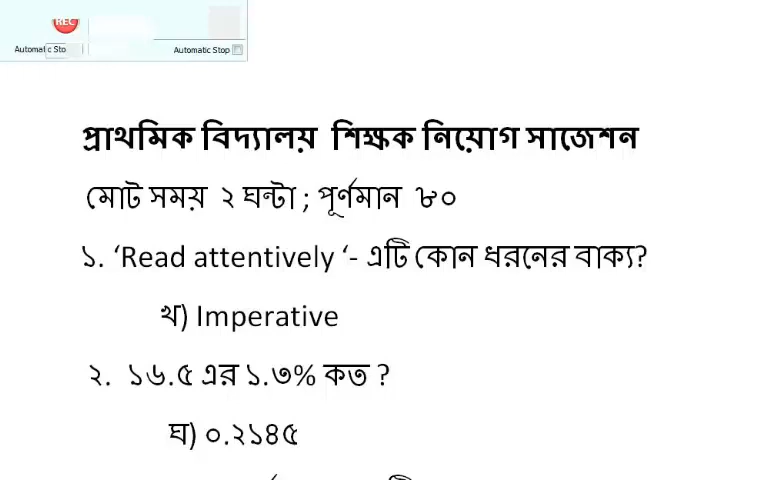 REC
Automatic Sto
Automatic Stop
প্রাথমিক বিদ্যালয় শিক্ষক নিয়োগ সাজেশন
মোট সময় ২ ঘন্টা ; পূর্ণমান ৮০
১. ‘Read attentively ‘- এটি কোন ধরনের বাক্য?
খ) Imperative
২. ১৬.৫ এর ১.৩% কত ?
ঘ) ০.২১৪৫